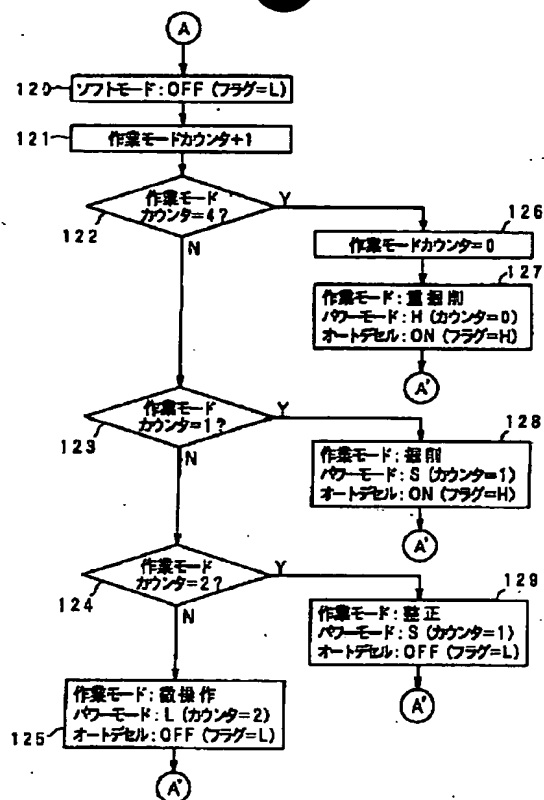 A
120
ソフトモード:OFF (フラグ=L)
121
作業モードカウンタ+1
作業モード
カウンタ=4?
122
Y
N
126
作業モードカウンタ=0
127
作業モード:重掘削
パワーモード:H (カウンタ=0)
オートデセル:ON (フラグ=H)
A'
作業モード
カウンタ=1?
123
Y
N
128
作業モード:掘削
パワーモード:S (カウンタ=1)
オートデセル:ON (フラグ=H)
A'
作業モード
カウンタ=2?
124
Y
N
129
作業モード:整正
パワーモード:S (カウンタ=1)
オートデセル:OFF (フラグ=L)
A'
作業モード:微操作
パワーモード:L (カウンタ=2)
オートデセル:OFF (フラグ=L)
125
A'